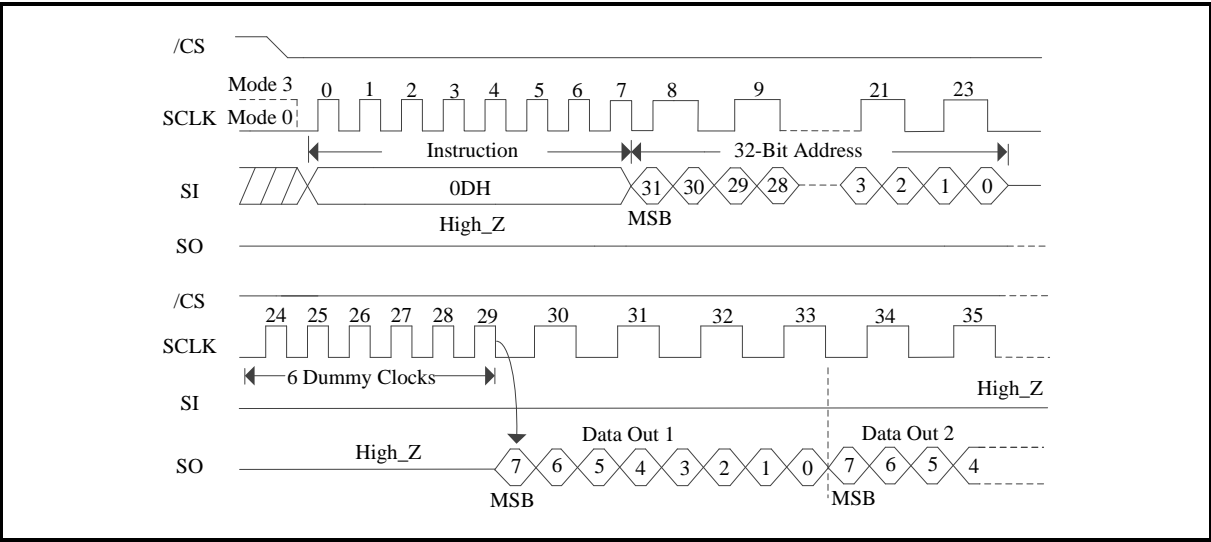 /CS
Mode 3
0 1 2 3 4 5 6 7 8 9 21 23
SCLK Mode 0
Instruction 32-Bit Address
SI 0DH 31 30 29 28 3 2 1 0
MSB
High_Z
SO
/CS
24 25 26 27 28 29 30 31 32 33 34 35
SCLK
6 Dummy Clocks
High_Z
SI
Data Out 1 Data Out 2
High_Z
SO 7 6 5 4 3 2 1 0 7 6 5 4
MSB MSB